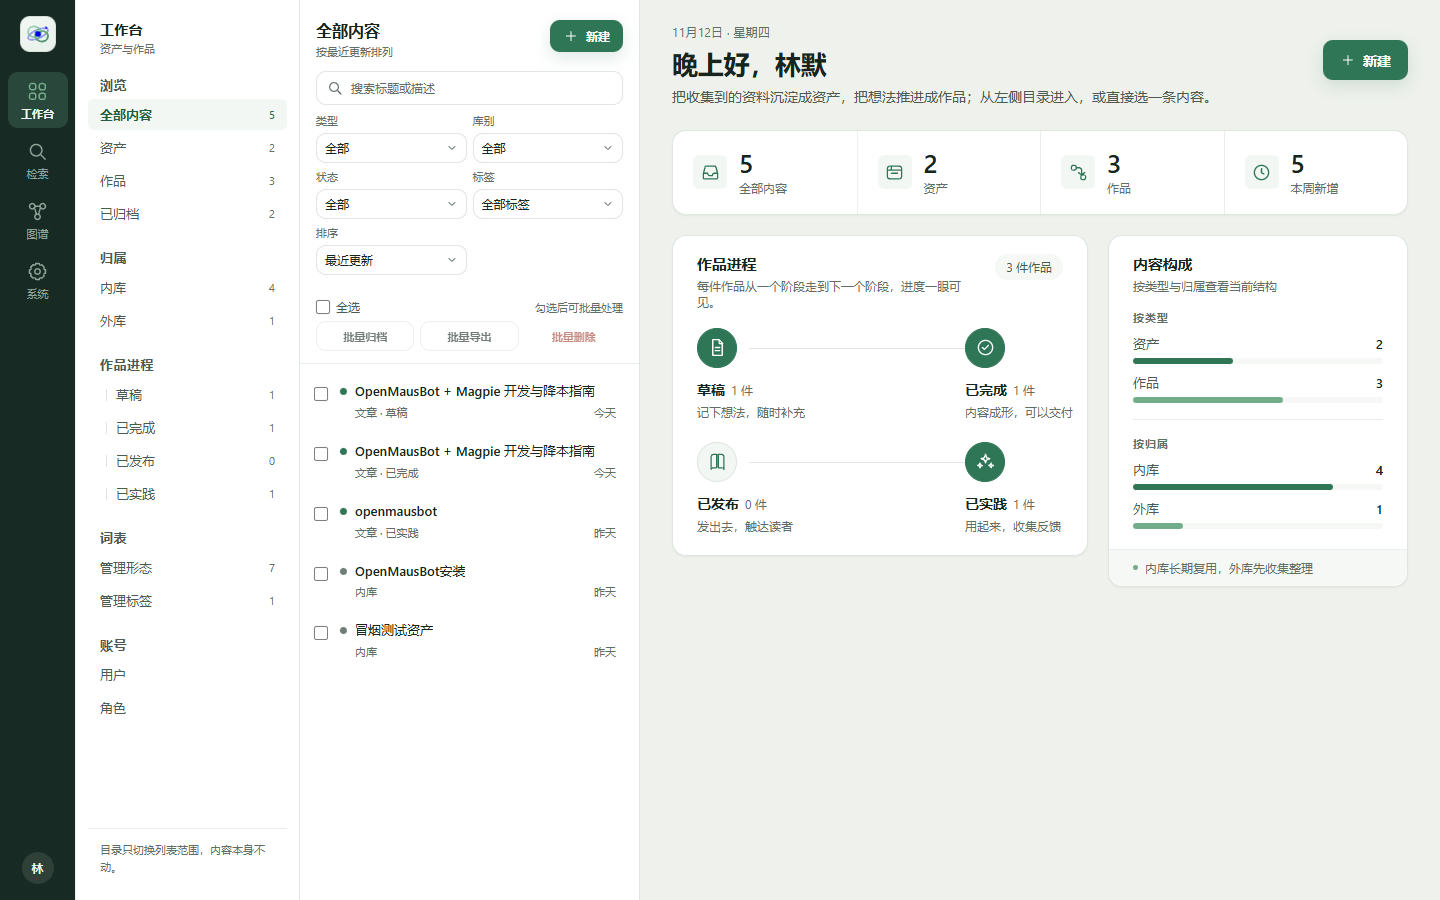 工作台
检索
图谱
系统
林
工作台
资产与作品
浏览
全部内容 5
资产 2
作品 3
已归档 2
归属
内库 4
外库 1
作品进程
草稿 1
已完成 1
已发布 0
已实践 1
词表
管理形态 7
管理标签 1
账号
用户
角色
目录只切换列表范围，内容本身不
动。
全部内容
按最近更新排列
新建
搜索标题或描述
类型 库别
全部 全部
状态 标签
全部 全部标签
排序
最近更新
全选 勾选后可批量处理
批量归档 批量导出 批量删除
OpenMausBot + Magpie 开发与降本指南
文章 · 草稿 今天
OpenMausBot + Magpie 开发与降本指南
文章 · 已完成 今天
openmausbot
文章 · 已实践 昨天
OpenMausBot安装
内库 昨天
冒烟测试资产
内库 昨天
11月12日 · 星期四
晚上好，林默
把收集到的资料沉淀成资产，把想法推进成作品；从左侧目录进入，或直接选一条内容。
新建
5
全部内容
2
资产
3
作品
5
本周新增
作品进程
每件作品从一个阶段走到下一个阶段，进度一眼可
见。
3 件作品
草稿 1 件
记下想法，随时补充
已完成 1 件
内容成形，可以交付
已发布 0 件
发出去，触达读者
已实践 1 件
用起来，收集反馈
内容构成
按类型与归属查看当前结构
按类型
资产 2
作品 3
按归属
内库 4
外库 1
内库长期复用，外库先收集整理